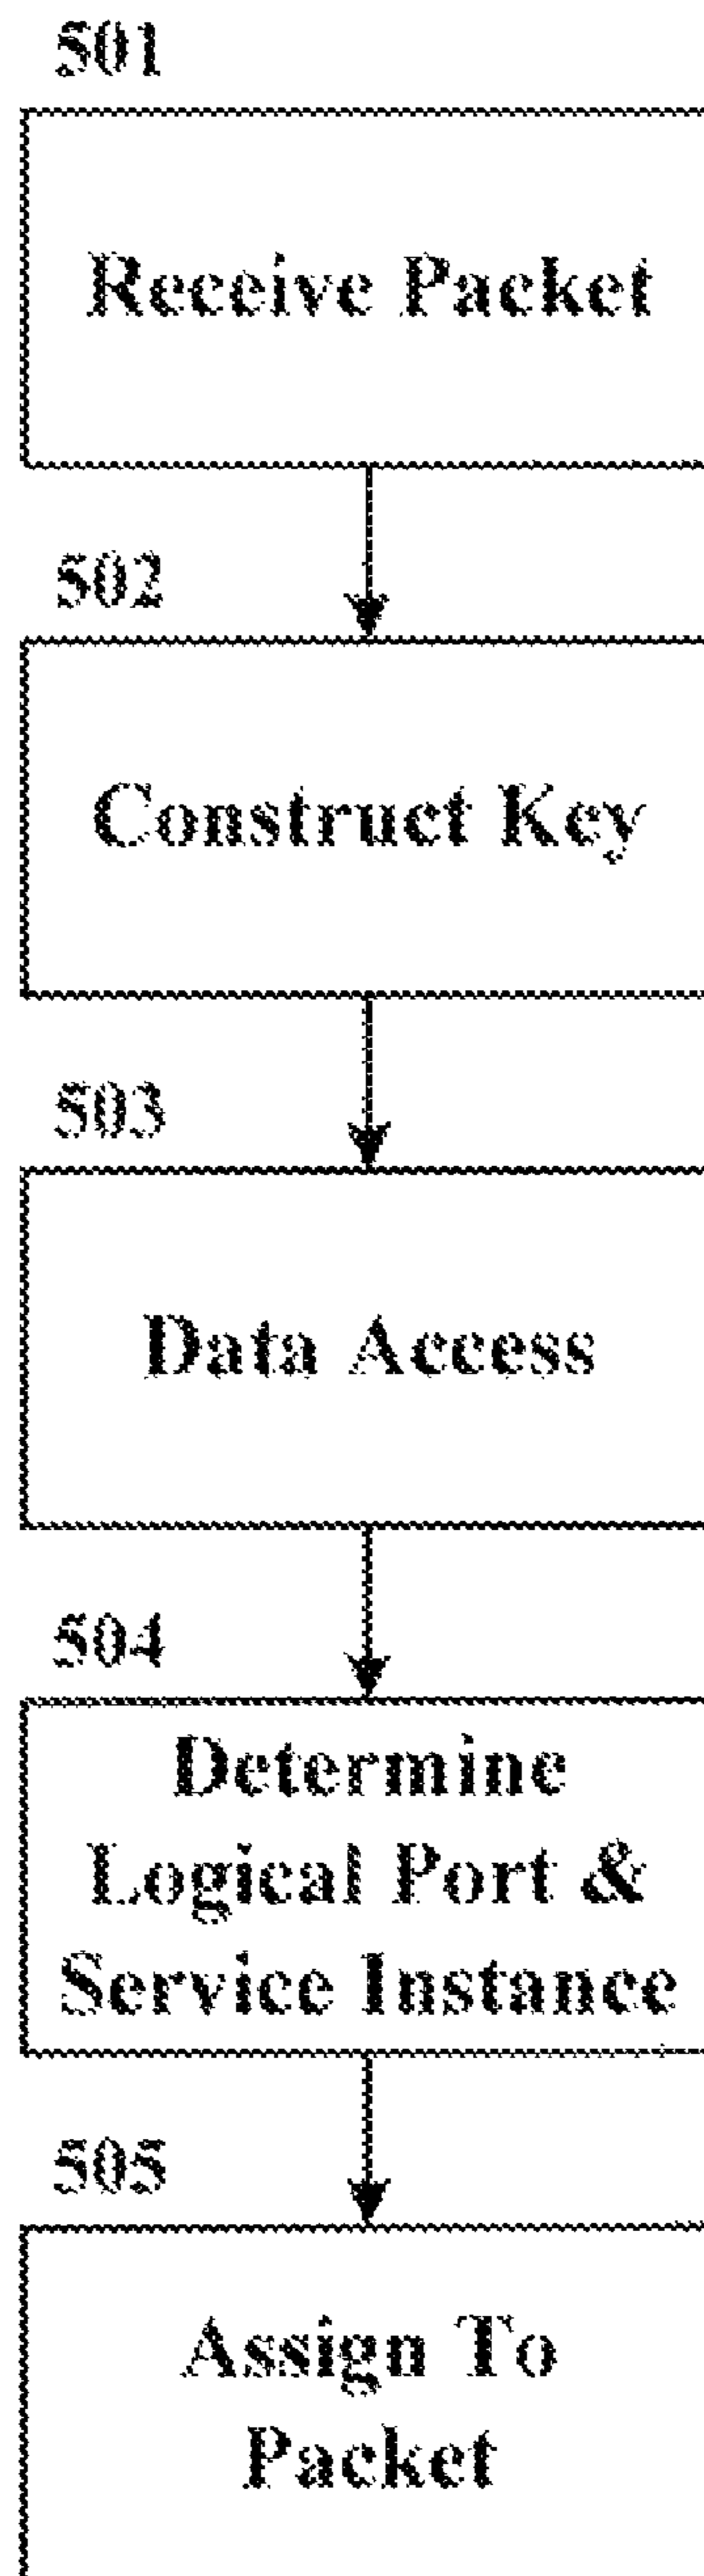 501
Receive Packet
502
Construct Key
503
Data Access
504
Determine
Logical Port &
Service Instance
505
Assign To
Packet